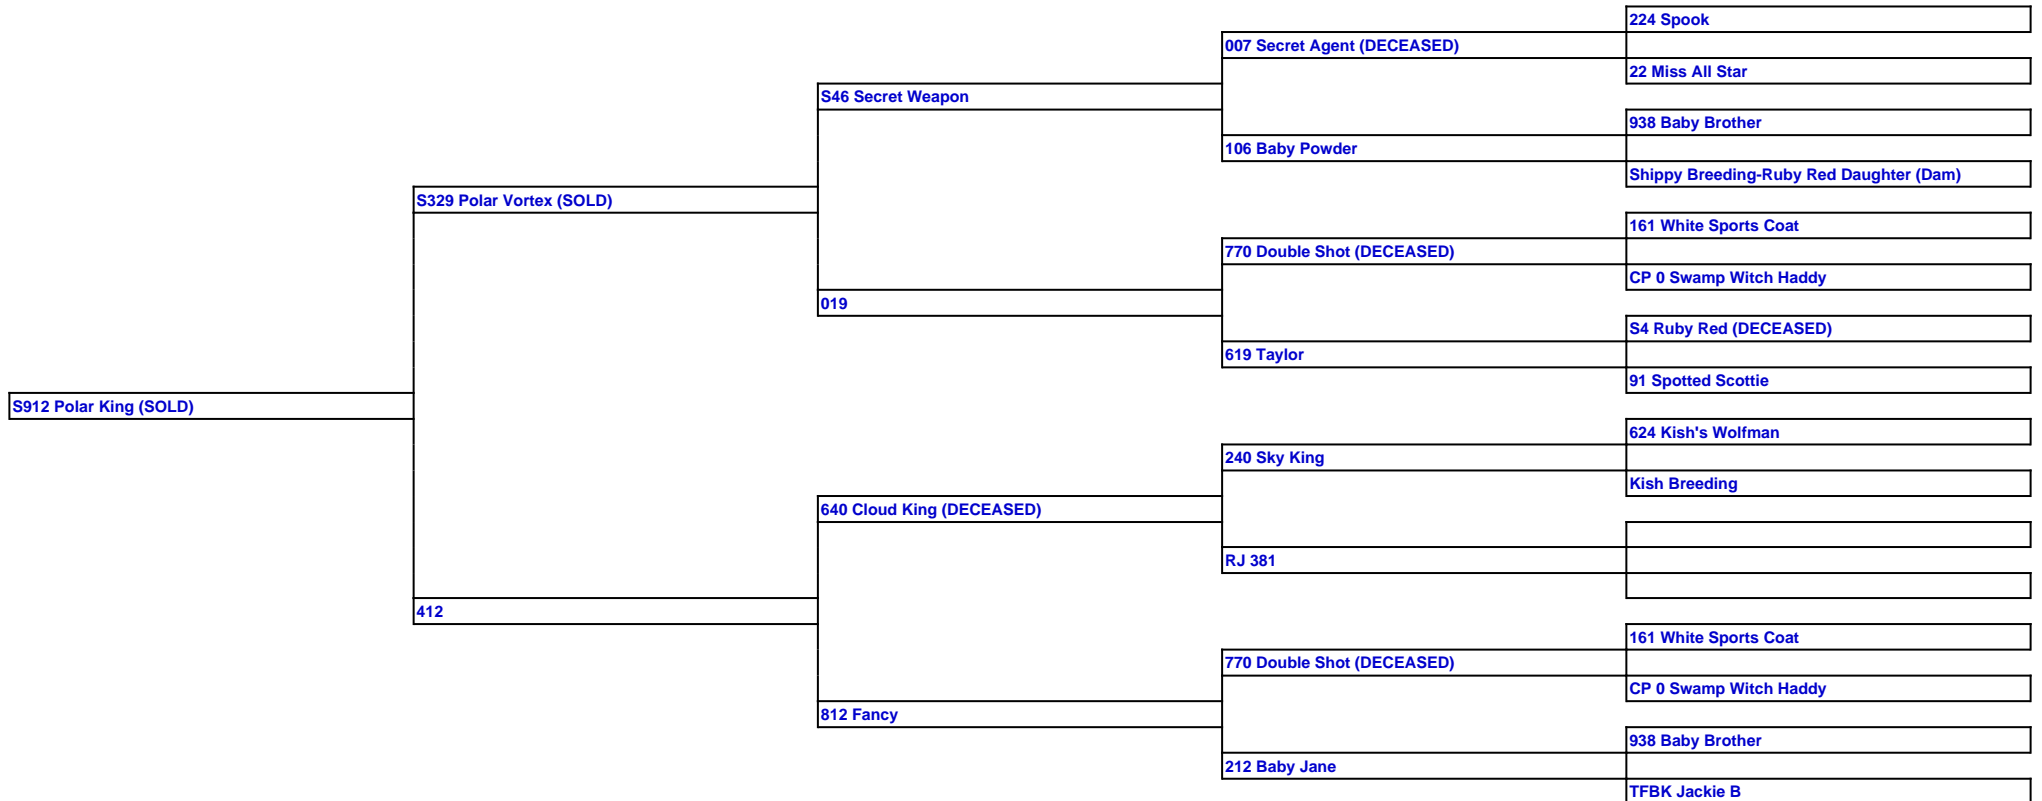 224 Spook
007 Secret Agent (DECEASED)
22 Miss All Star
S46 Secret Weapon
938 Baby Brother
106 Baby Powder
Shippy Breeding-Ruby Red Daughter (Dam)
S329 Polar Vortex (SOLD)
161 White Sports Coat
770 Double Shot (DECEASED)
CP 0 Swamp Witch Haddy
019
S4 Ruby Red (DECEASED)
619 Taylor
91 Spotted Scottie
S912 Polar King (SOLD)
624 Kish's Wolfman
240 Sky King
Kish Breeding
640 Cloud King (DECEASED)
RJ 381
412
161 White Sports Coat
770 Double Shot (DECEASED)
CP 0 Swamp Witch Haddy
812 Fancy
938 Baby Brother
212 Baby Jane
TFBK Jackie B